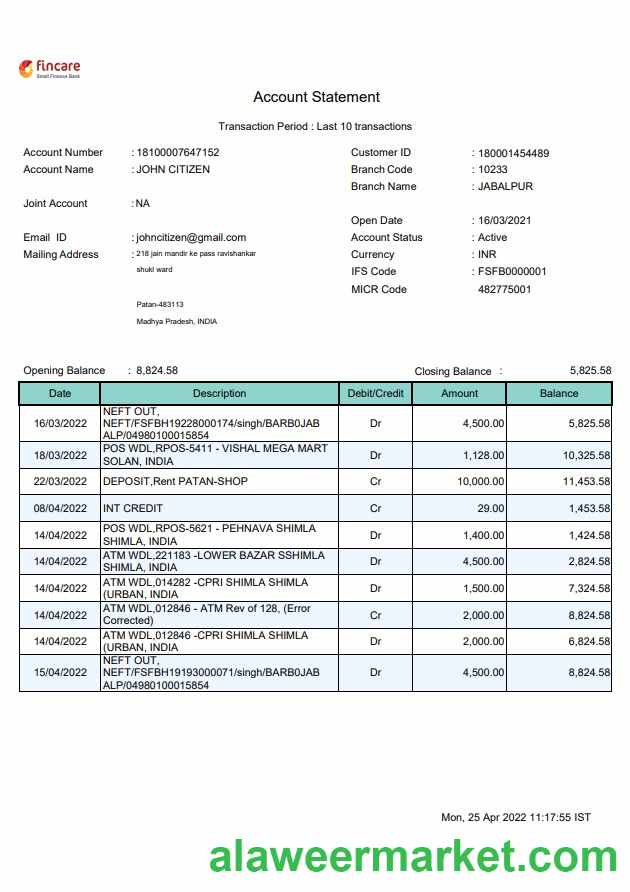 fincare
Small Finance Bank
Account Statement
Transaction Period : Last 10 transactions
Account Number : 18100007647152 Customer ID : 180001454489
Account Name : JOHN CITIZEN Branch Code : 10233
Branch Name : JABALPUR
Joint Account : NA
Open Date : 16/03/2021
Email ID : johncitizen@gmail.com Account Status : Active
Mailing Address : 218 jain mandir ke pass ravishankar Currency : INR
shukl ward IFS Code : FSFB0000001
MICR Code 482775001
Patan-483113
Madhya Pradesh, INDIA
Opening Balance : 8,824.58 Closing Balance : 5,825.58
Date Description Debit/Credit Amount Balance
NEFT OUT,
16/03/2022 NEFT/FSFBH19228000174/singh/BARB0JAB Dr 4,500.00 5,825.58
ALP/04980100015854
18/03/2022 POS WDL,RPOS-5411 - VISHAL MEGA MART Dr 1,128.00 10,325.58
SOLAN, INDIA
22/03/2022 DEPOSIT,Rent PATAN-SHOP Cr 10,000.00 11,453.58
08/04/2022 INT CREDIT Cr 29.00 1,453.58
14/04/2022 POS WDL,RPOS-5621 - PEHNAVA SHIMLA Dr 1,400.00 1,424.58
SHIMLA, INDIA
14/04/2022 ATM WDL,221183 -LOWER BAZAR SSHIMLA Dr 4,500.00 2,824.58
SHIMLA, INDIA
14/04/2022 ATM WDL,014282 -CPRI SHIMLA SHIMLA Dr 1,500.00 7,324.58
(URBAN, INDIA
14/04/2022 ATM WDL,012846 - ATM Rev of 128, (Error Cr 2,000.00 8,824.58
Corrected)
14/04/2022 ATM WDL,012846 -CPRI SHIMLA SHIMLA Dr 2,000.00 6,824.58
(URBAN, INDIA
NEFT OUT,
15/04/2022 NEFT/FSFBH19193000071/singh/BARB0JAB Dr 4,500.00 8,824.58
ALP/04980100015854
Mon, 25 Apr 2022 11:17:55 IST
alaweermarket.com